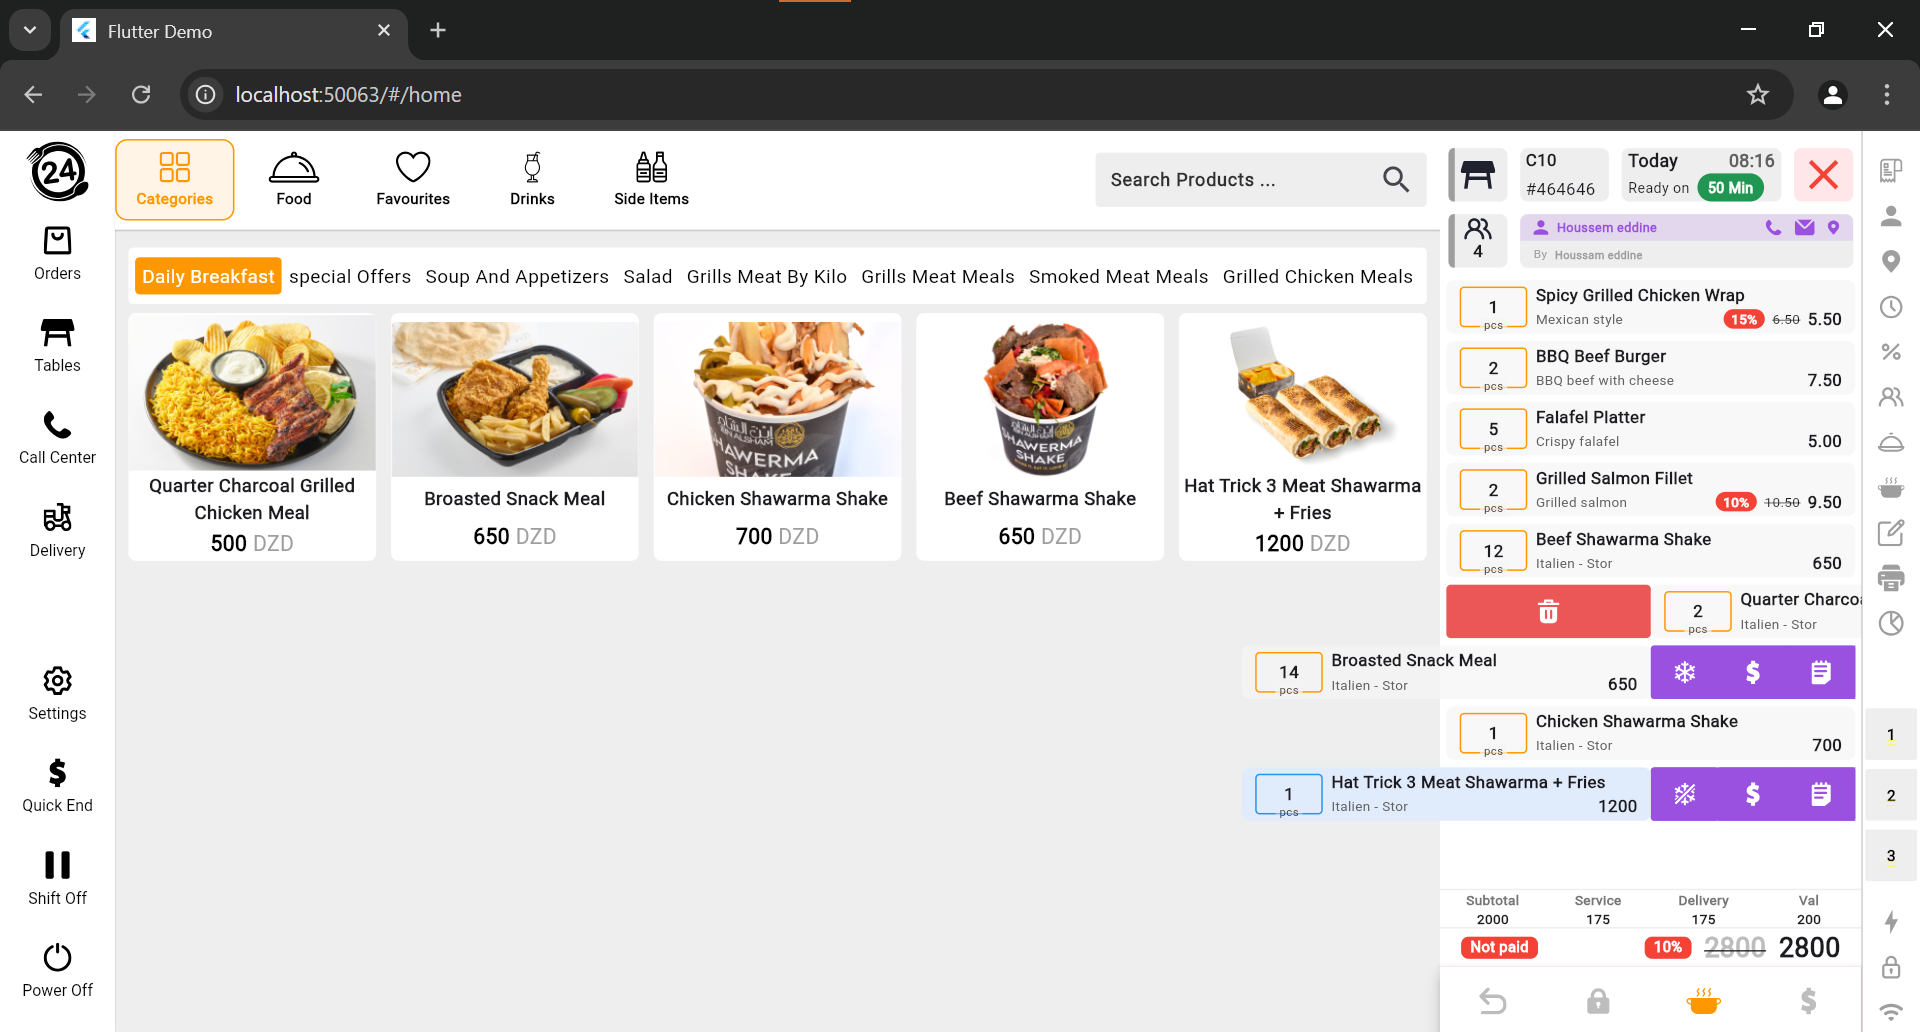 Flutter Demo
localhost:50063/#/home
24
Orders
Tables
Call Center
Delivery
Settings
Quick End
Shift Off
Power Off
Categories
Food
Favourites
Drinks
Side Items
Search Products ...
Daily Breakfast
special Offers
Soup And Appetizers
Salad
Grills Meat By Kilo
Grills Meat Meals
Smoked Meat Meals
Grilled Chicken Meals
Quarter Charcoal Grilled
Chicken Meal
500 DZD
Broasted Snack Meal
650 DZD
SHAWERMA
SHAKE
Chicken Shawarma Shake
700 DZD
SHAWERMA
SHAKE
Beef Shawarma Shake
650 DZD
Hat Trick 3 Meat Shawarma
+ Fries
1200 DZD
C10
#464646
Today 08:16
Ready on 50 Min
4
Houssem eddine
By Houssam eddine
1 pcs
Spicy Grilled Chicken Wrap
Mexican style
15% 6.50 5.50
2 pcs
BBQ Beef Burger
BBQ beef with cheese
7.50
5 pcs
Falafel Platter
Crispy falafel
5.00
2 pcs
Grilled Salmon Fillet
Grilled salmon
10% 10.50 9.50
12 pcs
Beef Shawarma Shake
Italien - Stor
650
2 pcs
Quarter Charcoa
Italien - Stor
14 pcs
Broasted Snack Meal
Italien - Stor
650
$
1 pcs
Chicken Shawarma Shake
Italien - Stor
700
1 pcs
Hat Trick 3 Meat Shawarma + Fries
Italien - Stor
1200
$
Subtotal Service Delivery Val
2000 175 175 200
Not paid 10% 2800 2800
$
%
1
2
3